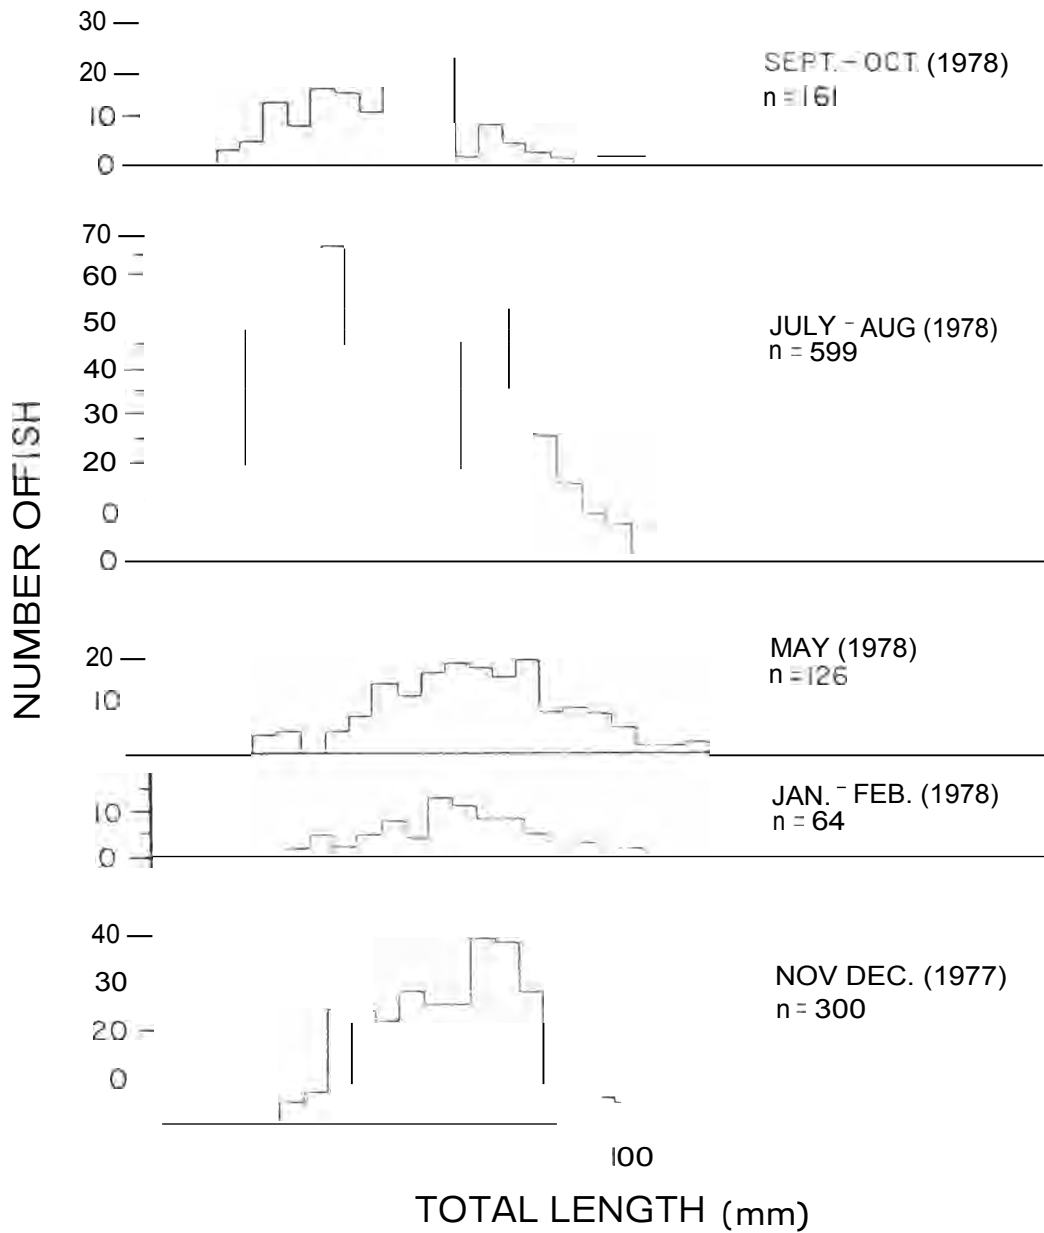 NUMBER OF FISH
30
20
10
0
SEPT.-OCT. (1978)
n = 161
70
60
50
40
30
20
0
0
JULY - AUG (1978)
n = 599
20
10
MAY (1978)
n = 126
10
0
JAN. - FEB. (1978)
n = 64
40
30
20
0
NOV DEC. (1977)
n = 300
100
TOTAL LENGTH (mm)